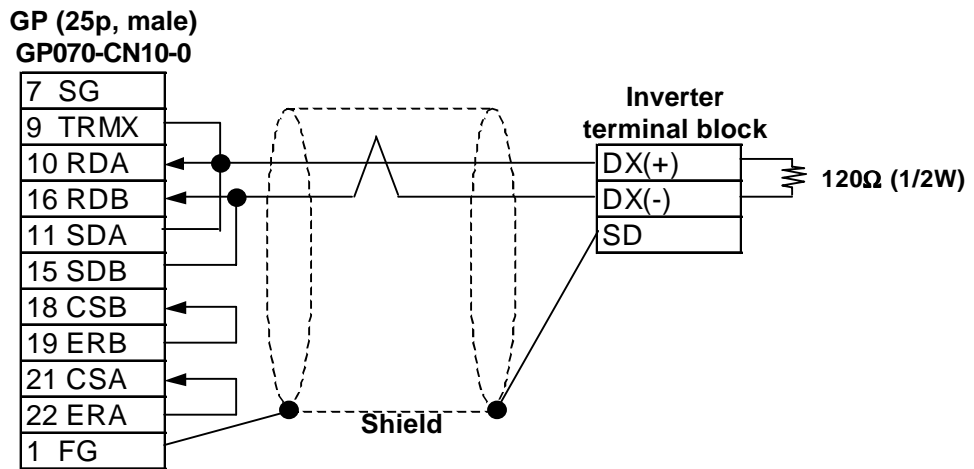 GP (25p, male)
GP070-CN10-0
7 SG
9 TRMX
10 RDA
16 RDB
11 SDA
15 SDB
18 CSB
19 ERB
21 CSA
22 ERA
1 FG
Shield
Inverter
terminal block
DX(+)
DX(-)
SD
120Ω (1/2W)